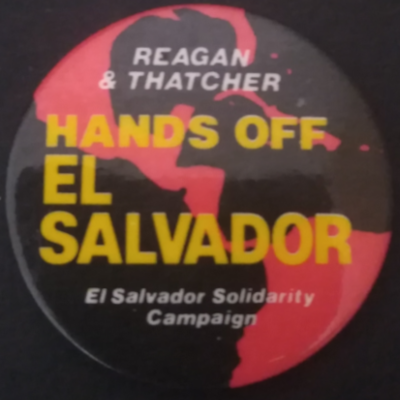 REAGAN
& THATCHER
HANDS OFF
EL
SALVADOR
El Salvador Solidarity
Campaign